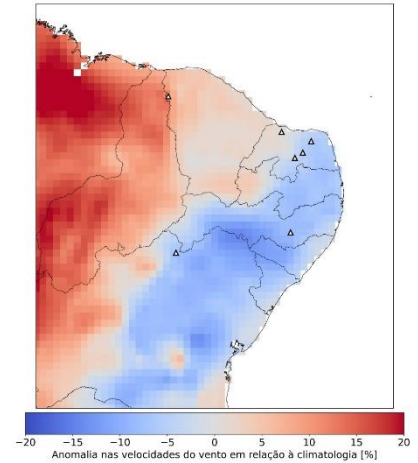 −20 −15 −10 −5 0 5 10 15 20
Anomalia nas velocidades do vento em relação à climatologia [%]